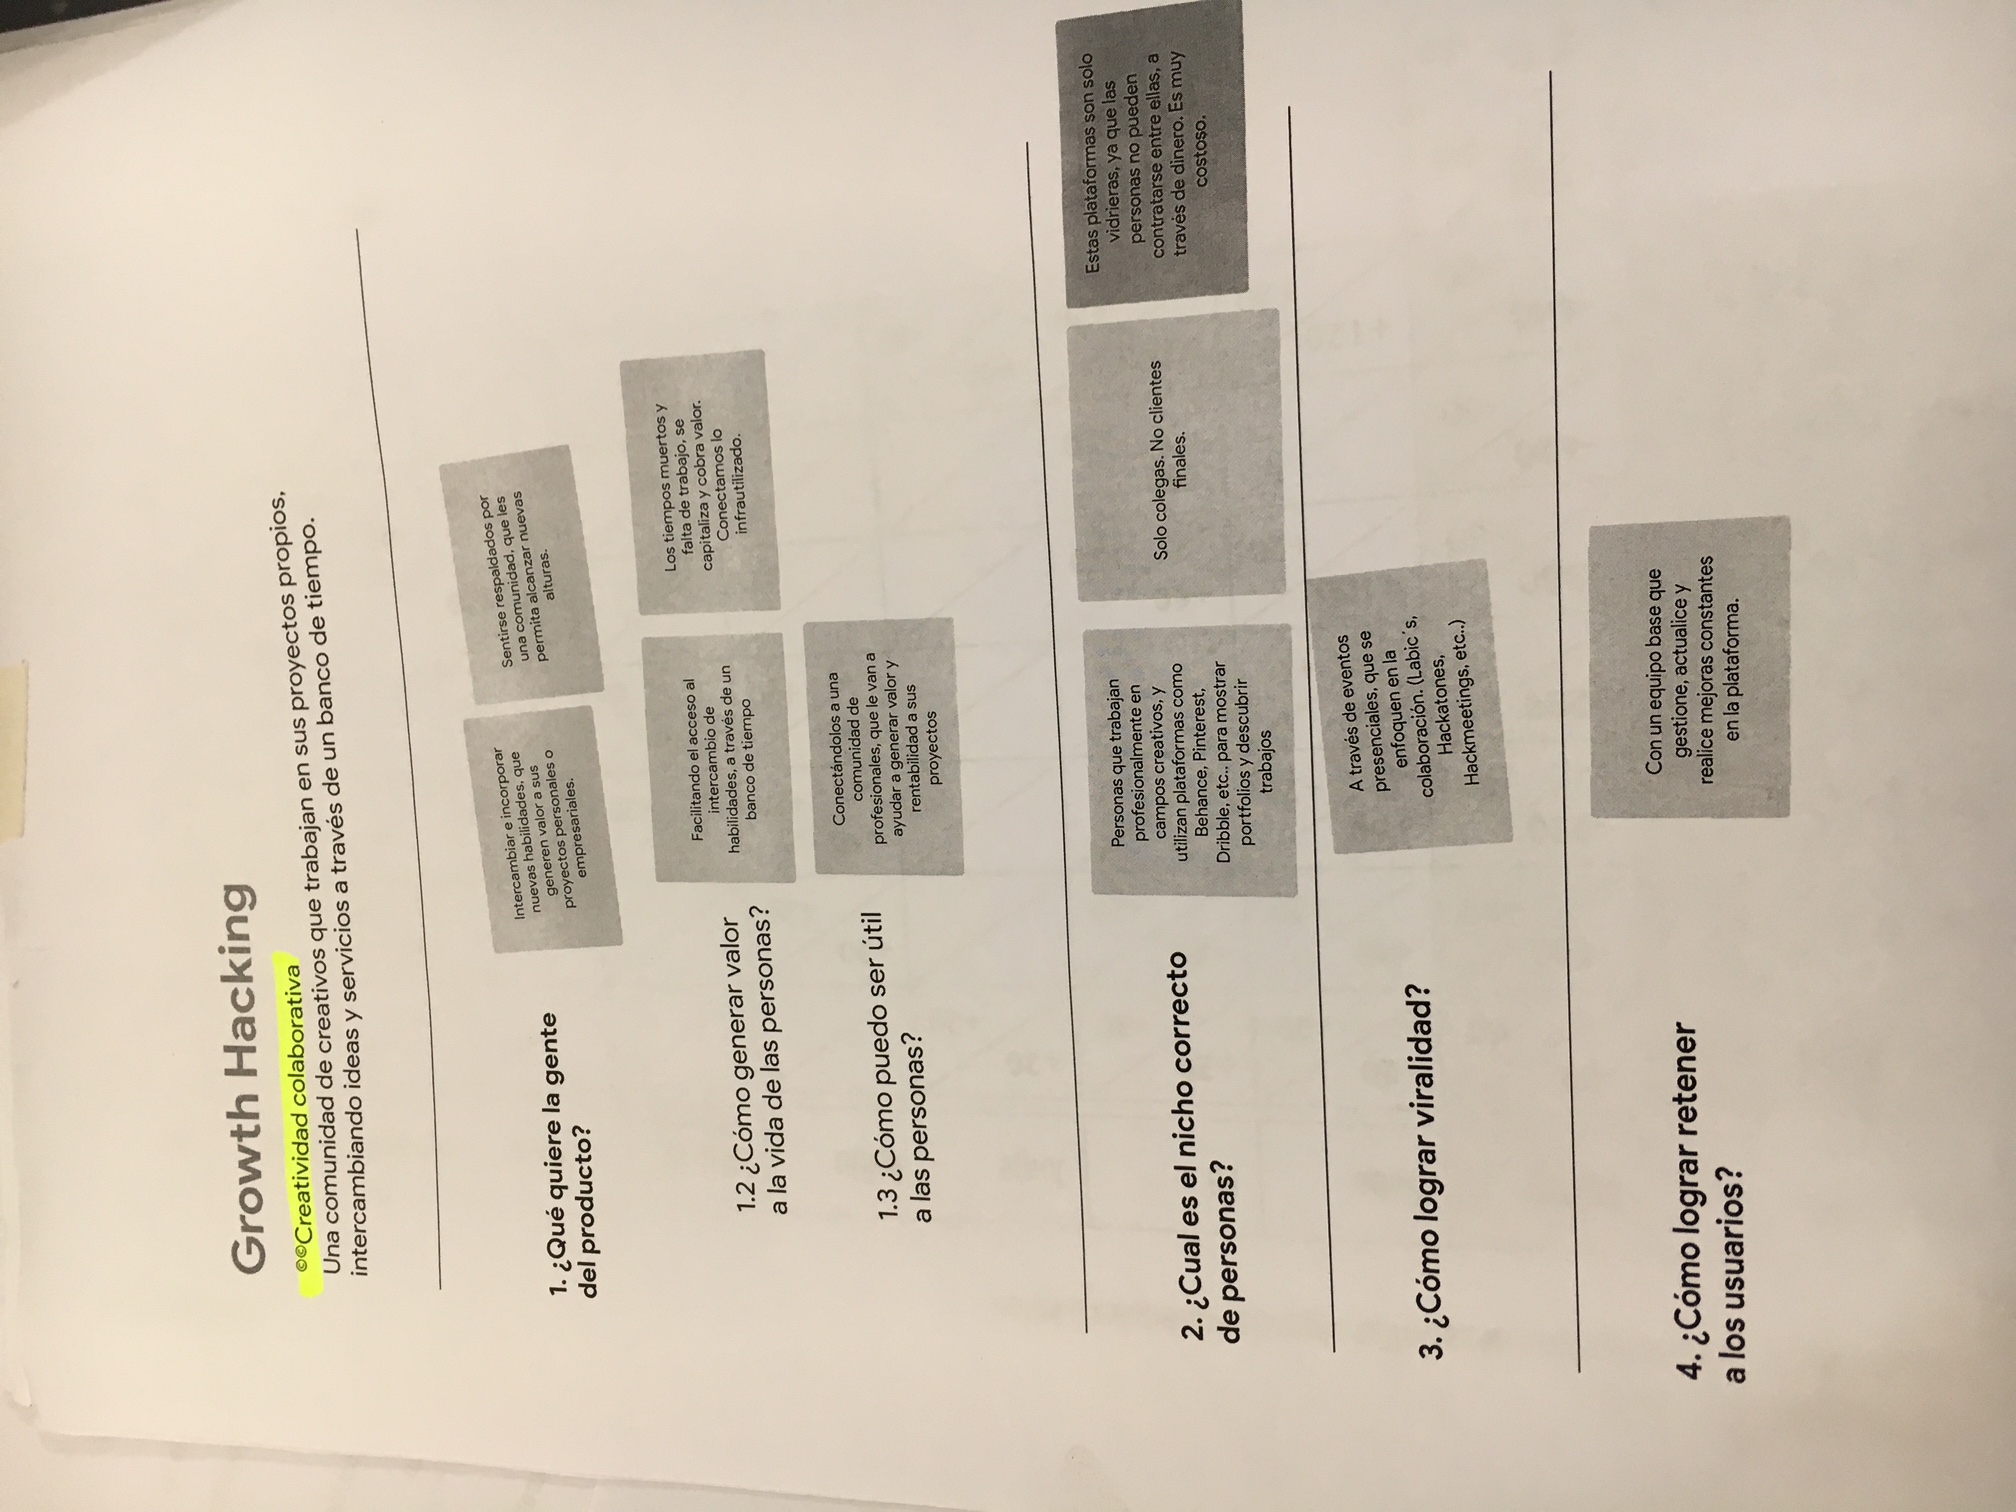 Growth Hacking
©©Creatividad colaborativa
Una comunidad de creativos que trabajan en sus proyectos propios,
intercambiando ideas y servicios a través de un banco de tiempo.
1. ¿Qué quiere la gente
del producto?
Intercambiar e incorporar
nuevas habilidades, que
generen valor a sus
proyectos personales o
empresariales.
Sentirse respaldados por
una comunidad, que les
permita alcanzar nuevas
alturas.
1.2 ¿Cómo generar valor
a la vida de las personas?
Facilitando el acceso al
intercambio de
habilidades, a través de un
banco de tiempo
Los tiempos muertos y
falta de trabajo, se
capitaliza y cobra valor.
Conectamos lo
infrautilizado.
1.3 ¿Cómo puedo ser útil
a las personas?
Conectándolos a una
comunidad de
profesionales, que le van a
ayudar a generar valor y
rentabilidad a sus
proyectos
2. ¿Cual es el nicho correcto
de personas?
Personas que trabajan
profesionalmente en
campos creativos, y
utilizan plataformas como
Behance, Pinterest,
Dribble, etc.. para mostrar
portfolios y descubrir
trabajos
Solo colegas. No clientes
finales.
Estas plataformas son solo
vidrieras, ya que las
personas no pueden
contratarse entre ellas, a
través de dinero. Es muy
costoso.
3. ¿Cómo lograr viralidad?
A través de eventos
presenciales, que se
enfoquen en la
colaboración. (Labic´s,
Hackatones,
Hackmeetings, etc..)
4. ¿Cómo lograr retener
a los usuarios?
Con un equipo base que
gestione, actualice y
realice mejoras constantes
en la plataforma.